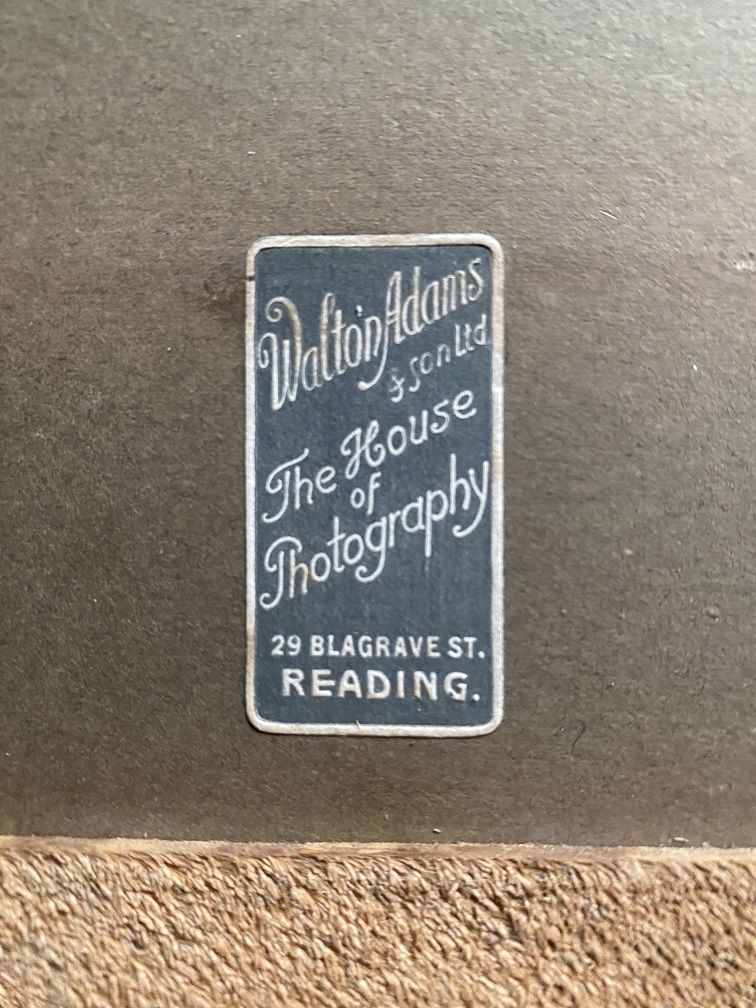 Walton Adams
& Son Ltd
The House
of
Photography
29 BLAGRAVE ST.
READING.